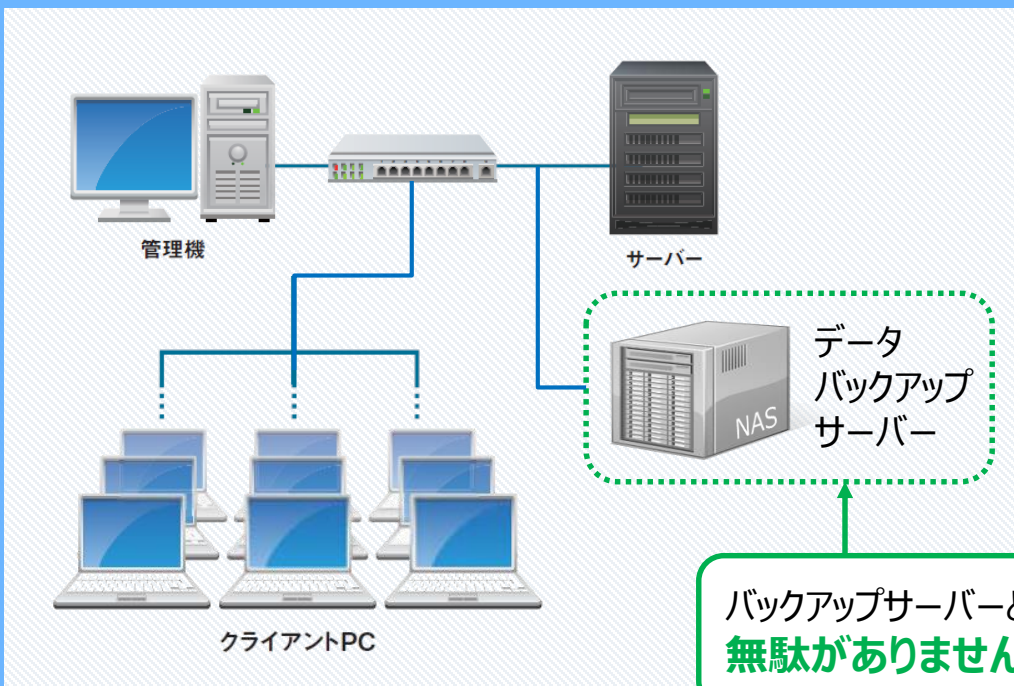 管理機
サーバー
データ
バックアップ
サーバー
NAS
クライアントPC
バックアップサーバーと
無駄がありません